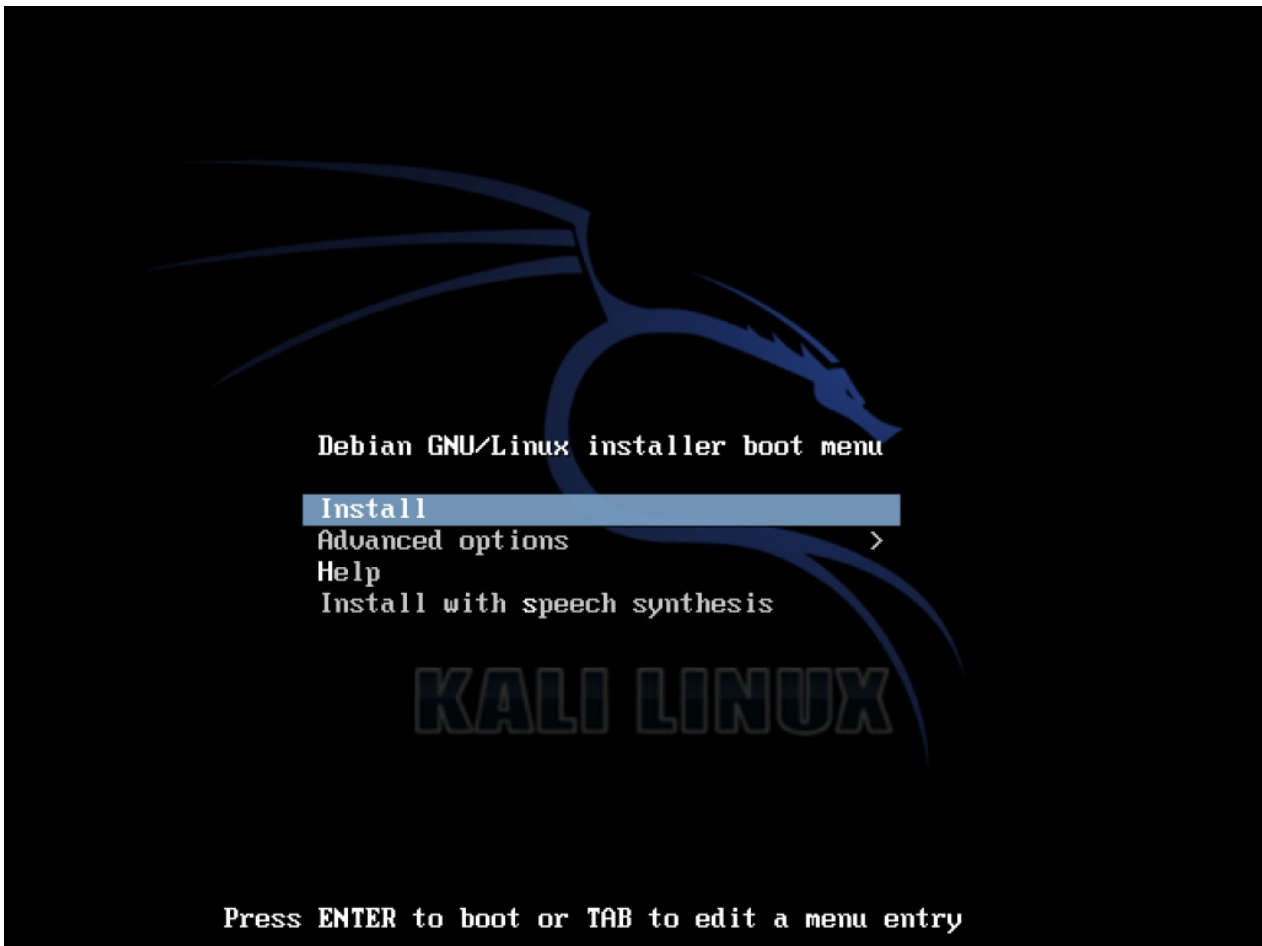 Debian GNU/Linux installer boot menu
Install
Advanced options >
Help
Install with speech synthesis
KALI LINUX
Press ENTER to boot or TAB to edit a menu entry